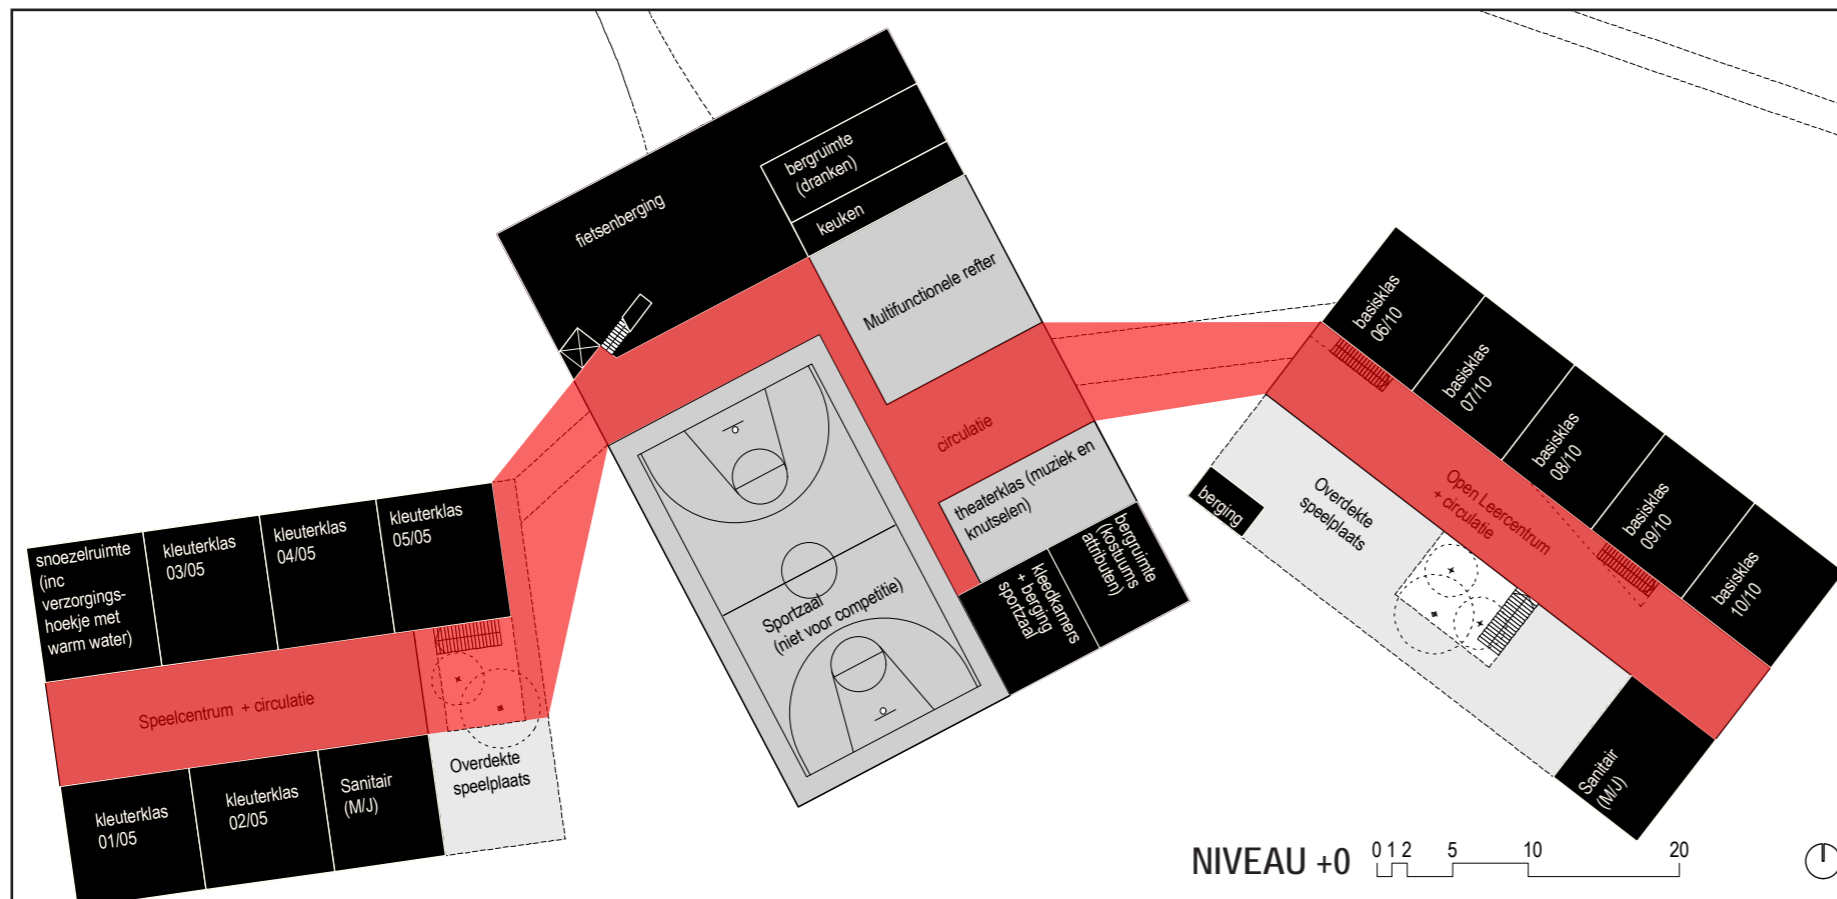 fietsenberging
bergruimte
(dranken)
keuken
Multifunctionele refter
circulatie
theaterklas (muziek en
knutselen)
bergruimte
(kostuums
attributen)
kleedkamers
+ berging
sportzaal
Sportzaal
(niet voor competitie)
snoezelruimte
(inc
verzorgings-
hoekje met
warm water)
kleuterklas
03/05
kleuterklas
04/05
kleuterklas
05/05
Speelcentrum + circulatie
kleuterklas
01/05
kleuterklas
02/05
Sanitair
(M/J)
Overdekte
speelplaats
basisklas
06/10
basisklas
07/10
basisklas
08/10
basisklas
09/10
basisklas
10/10
Open Leercentrum
+ circulatie
Overdekte
speelplaats
berging
Sanitair
(M/J)
NIVEAU +0
0 1 2 5 10 20